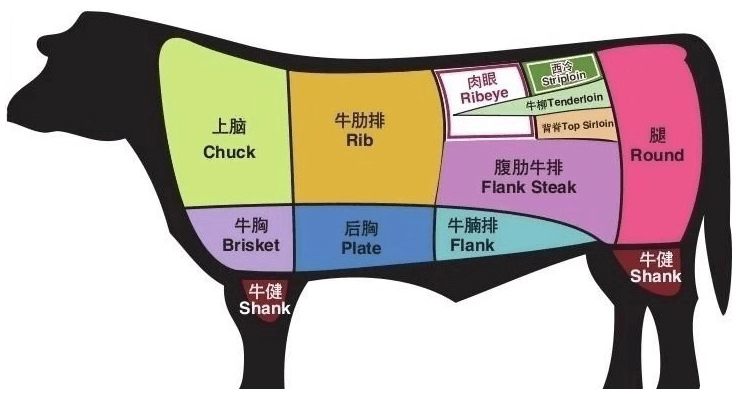 上脑
Chuck
牛肋排
Rib
肉眼
Ribeye
西冷
Striploin
牛柳Tenderloin
背脊Top Sirloin
腹肋牛排
Flank Steak
腿
Round
牛胸
Brisket
后胸
Plate
牛腩排
Flank
牛健
Shank
牛健
Shank